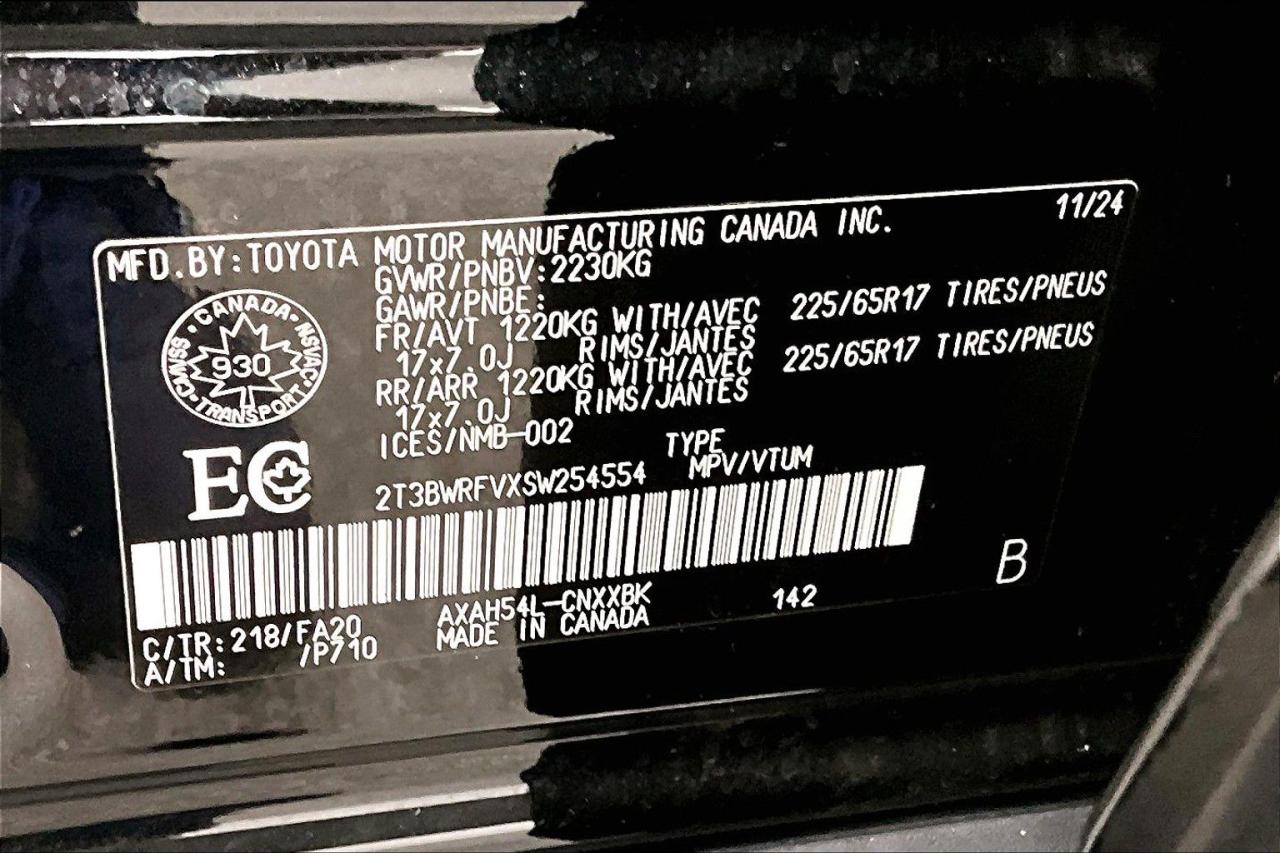 MFD.BY:TOYOTA MOTOR MANUFACTURING CANADA INC. 11/24
GVWR/PNBV:2230KG
GAWR/PNBE:
FR/AVT 1220KG WITH/AVEC 225/65R17 TIRES/PNEUS
17x7.0J RIMS/JANTES
RR/ARR 1220KG WITH/AVEC 225/65R17 TIRES/PNEUS
17x7.0J RIMS/JANTES
ICES/NMB-002
CANADA
NSVAC
930
CMVSS
TRANSPORT
EC
TYPE
2T3BWRFVXSW254554 MPV/VTUM
B
AXAH54L-CNXXBK 142
C/TR:218/FA20 MADE IN CANADA
A/TM: /P710